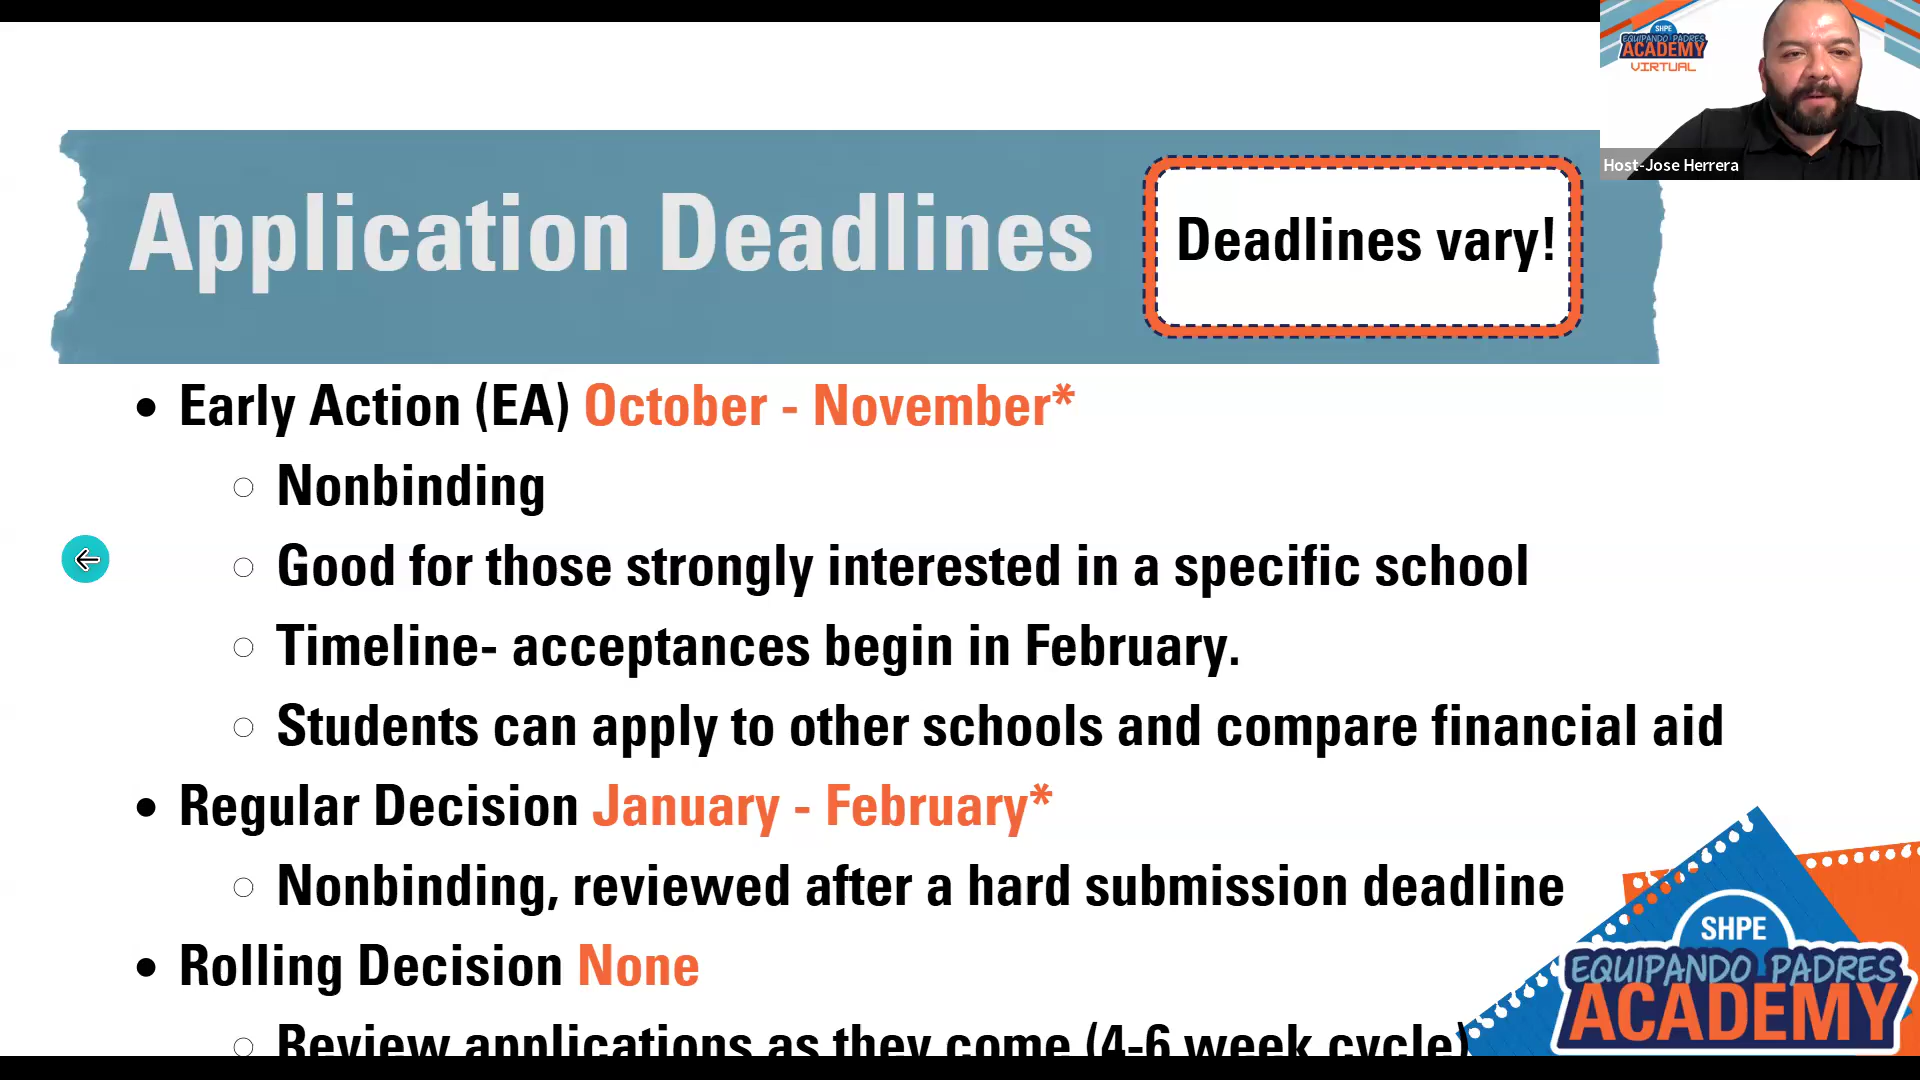 SHPE
EQUIPANDO PADRES
ACADEMY
VIRTUAL
Host-Jose Herrera
Application Deadlines
Deadlines vary!
• Early Action (EA) October - November*
○ Nonbinding
○ Good for those strongly interested in a specific school
○ Timeline- acceptances begin in February.
○ Students can apply to other schools and compare financial aid
• Regular Decision January - February*
○ Nonbinding, reviewed after a hard submission deadline
• Rolling Decision None
○ Review applications as they come (4-6 week cycle)
SHPE
EQUIPANDO PADRES
ACADEMY